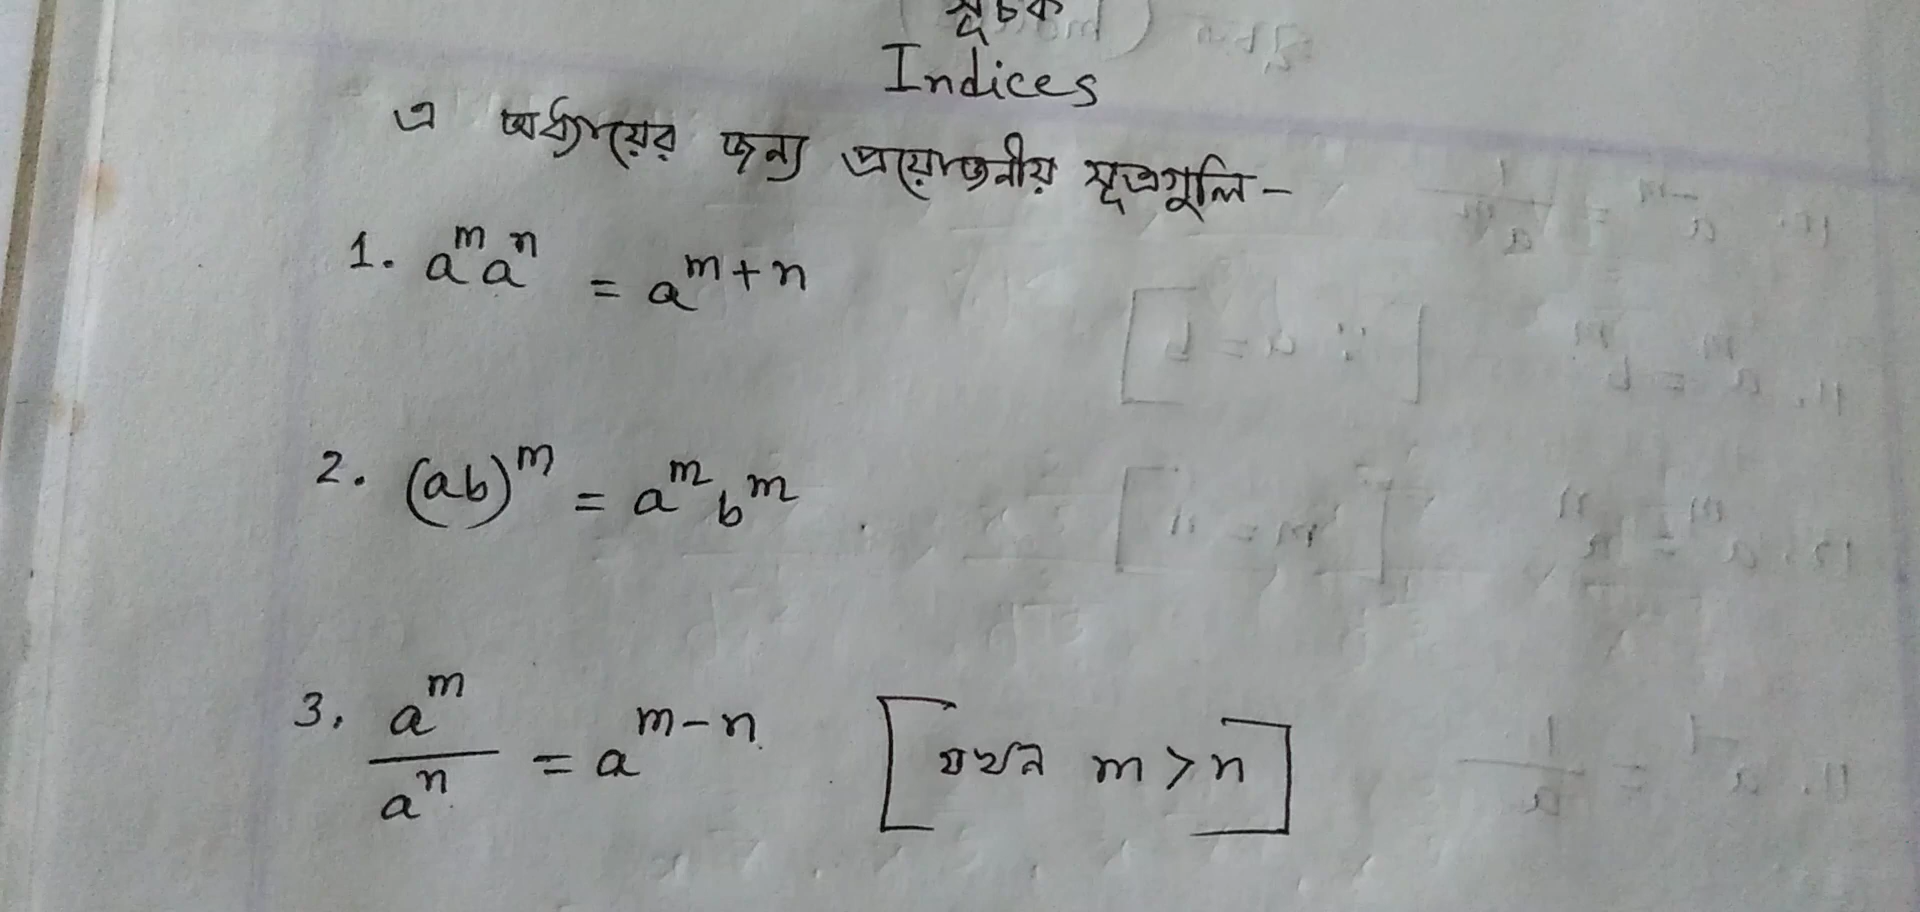 সূচক
Indices
এ অধ্যায়ের জন্য প্রয়োজনীয় সূত্রগুলি -
1. a^m a^n = a^{m+n}
2. (ab)^m = a^m b^m
3. a^m / a^n = a^{m-n} [যখন m > n]